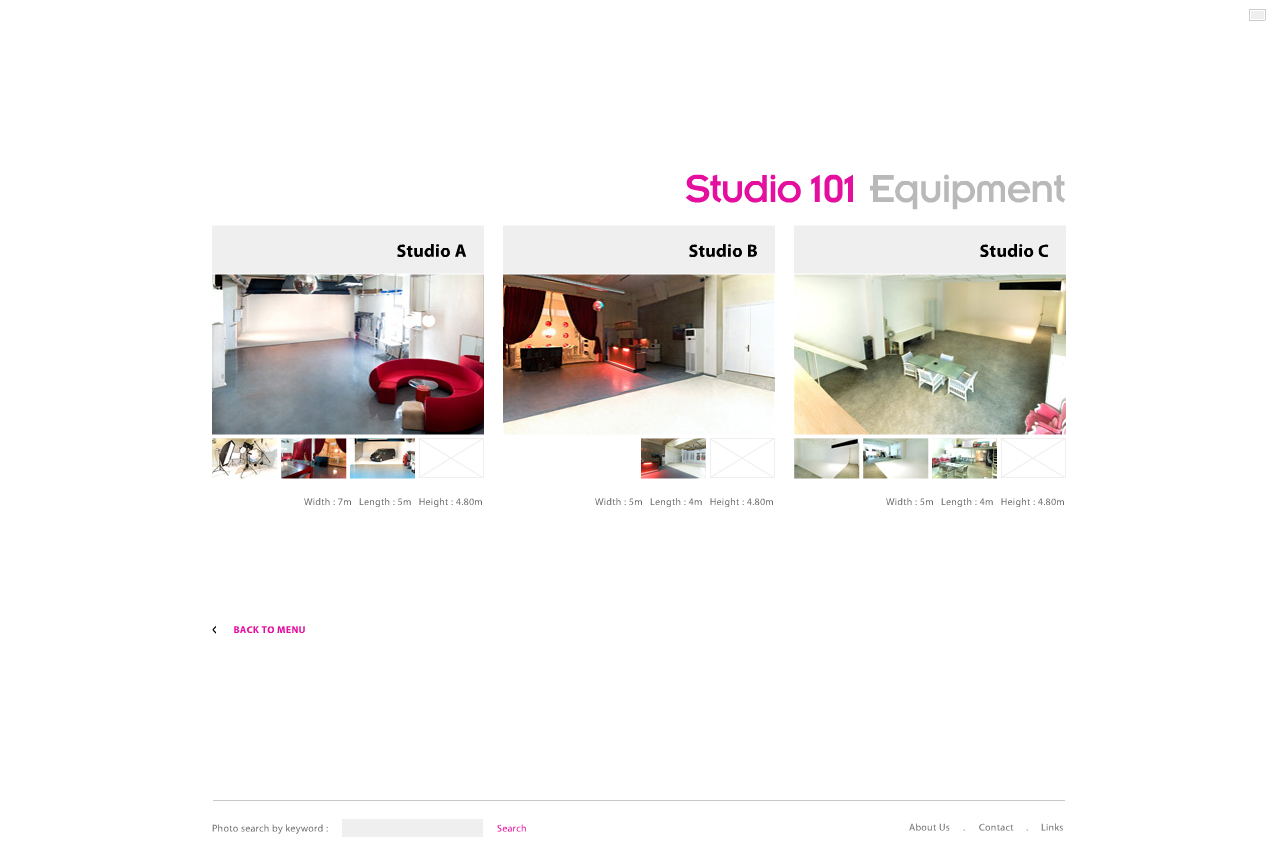 Studio 101 Equipment
Studio A
Studio B
Studio C
Width : 7m Length : 5m Height : 4.80m
Width : 5m Length : 4m Height : 4.80m
Width : 5m Length : 4m Height : 4.80m
< BACK TO MENU
Photo search by keyword : Search About Us . Contact . Links